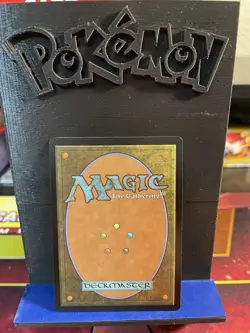 POKéMON
MAGIC
The Gathering®
DECKMASTER